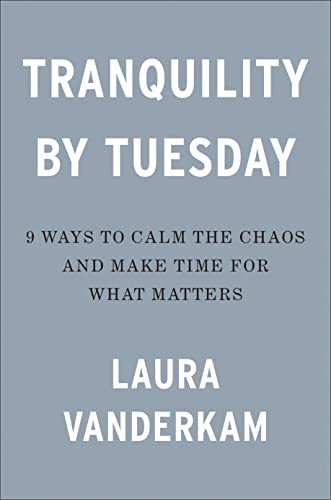 TRANQUILITY
BY TUESDAY
9 WAYS TO CALM THE CHAOS
AND MAKE TIME FOR
WHAT MATTERS
LAURA
VANDERKAM